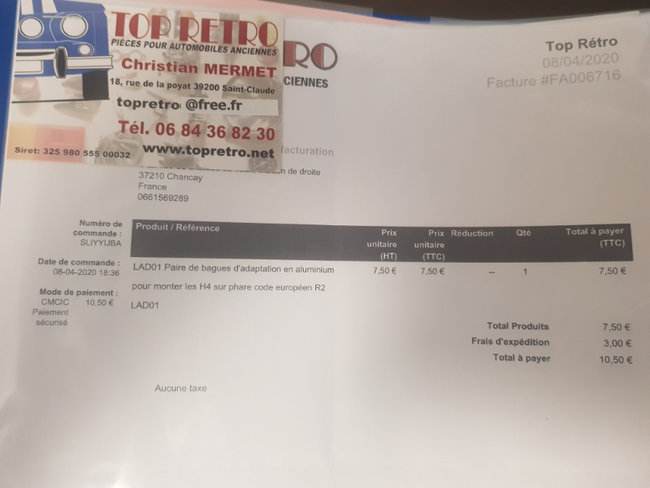 TOP RETRO
PIÈCES POUR AUTOMOBILES ANCIENNES
Christian MERMET
18, rue de la poyat 39200 Saint-Claude
topretro @free.fr
Tél. 06 84 36 82 30
www.topretro.net
Siret: 325 980 555 00032
RO
CIENNES
Top Rétro
08/04/2020
Facture #FA006716
facturation
de droite
37210 Chancay
France
0661569289
Numéro de commande :
SLIYYIJBA
Date de commande :
08-04-2020 18:36
Mode de paiement :
CMCIC 10,50 €
Paiement
sécurisé
Produit / Référence Prix unitaire (HT) Prix unitaire (TTC) Réduction Qté Total à payer (TTC)
LAD01 Paire de bagues d'adaptation en aluminium 7,50 € 7,50 € -- 1 7,50 €
pour monter les H4 sur phare code européen R2
LAD01
Total Produits 7,50 €
Frais d'expédition 3,00 €
Total à payer 10,50 €
Aucune taxe